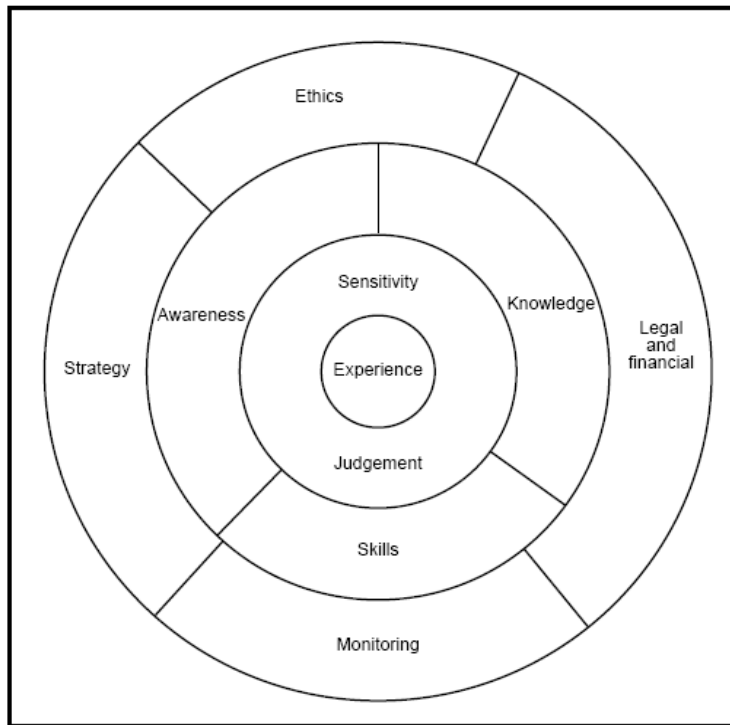 Ethics
Sensitivity
Knowledge
Awareness
Legal
and
financial
Strategy
Experience
Judgement
Skills
Monitoring